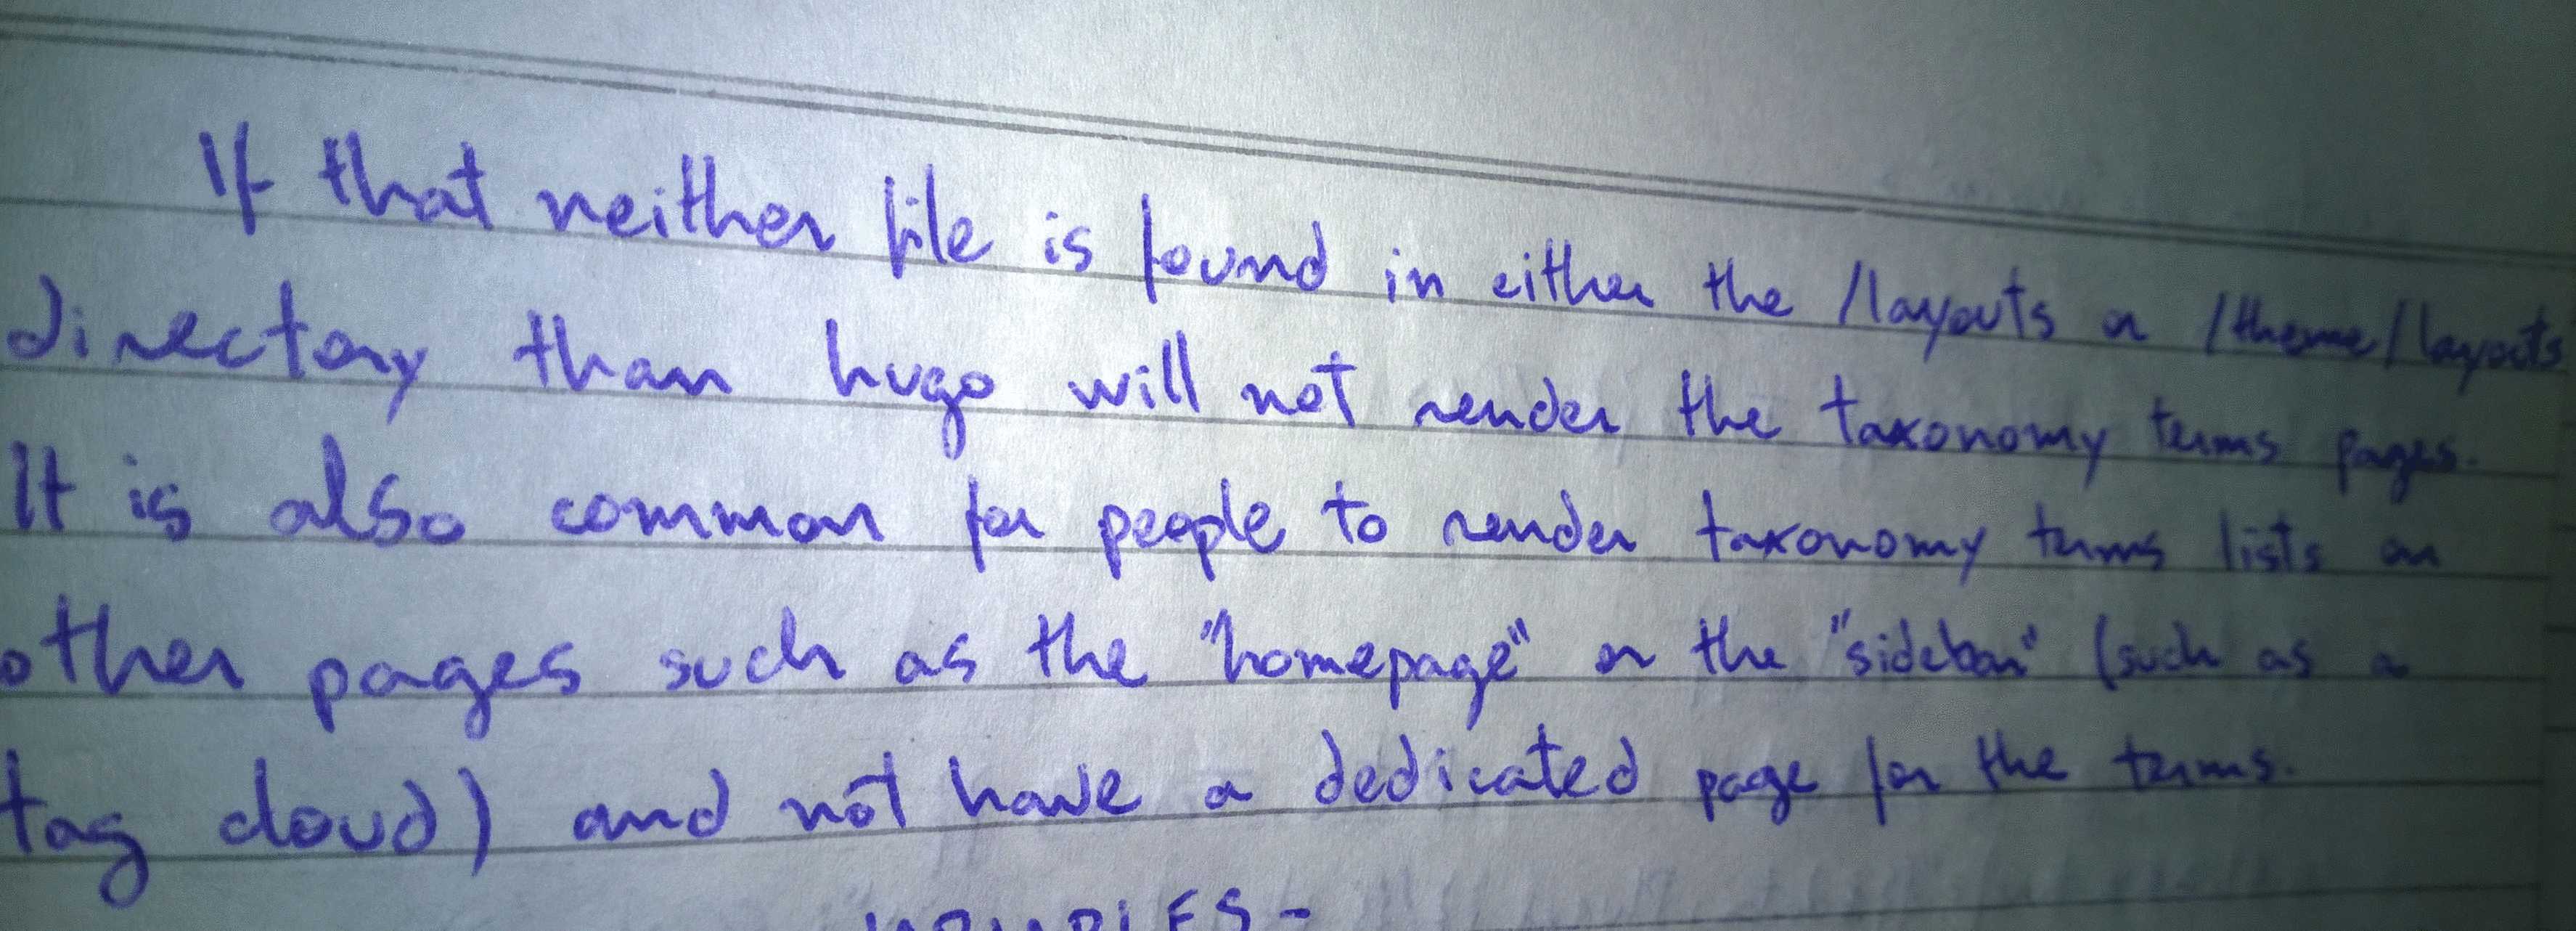 If that neither file is found in either the /layouts or /theme/layouts
directory than hugo will not render the taxonomy terms pages.
It is also common for people to render taxonomy terms lists on
other pages such as the "homepage" or the "sidebar" (such as a
tag cloud) and not have a dedicated page for the terms.